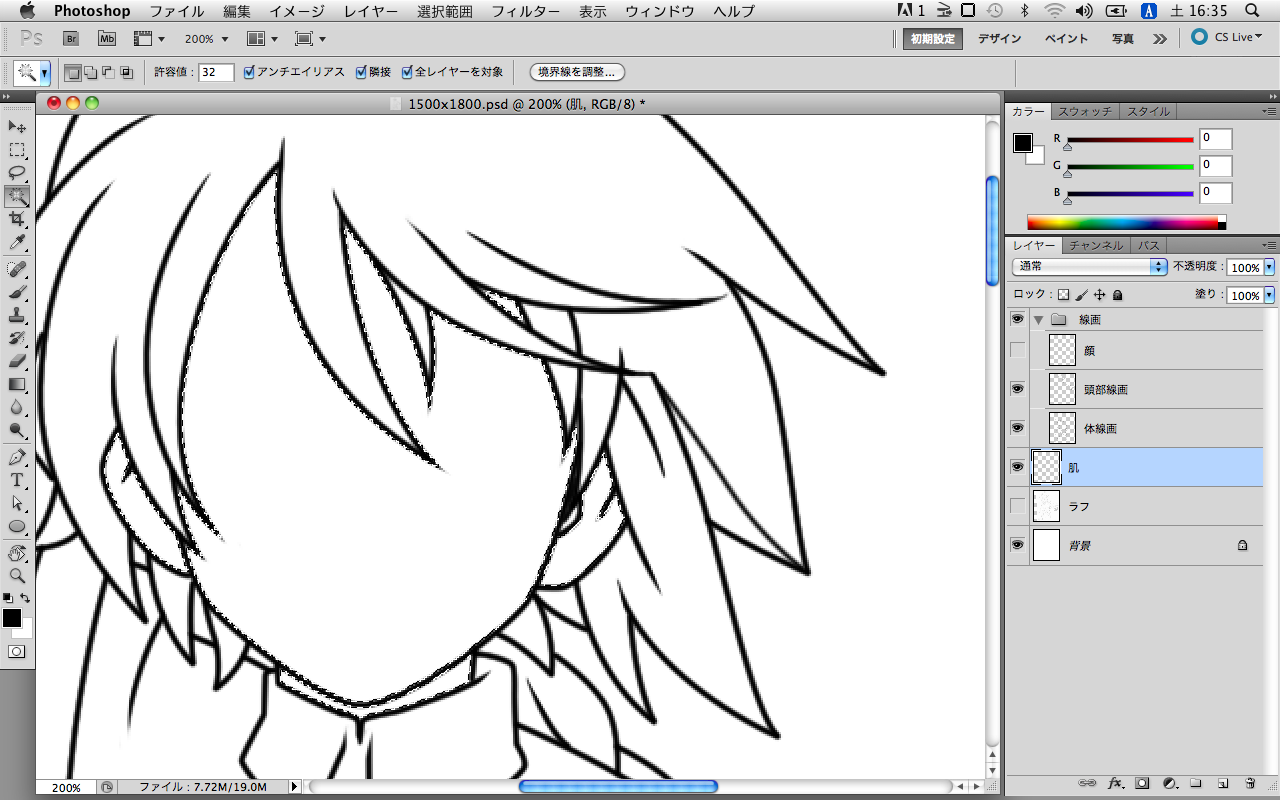 Photoshop ファイル 編集 イメージ レイヤー 選択範囲 フィルター 表示 ウィンドウ ヘルプ 1 A 土 16:35
Ps Br Mb 200% 初期設定 デザイン ペイント 写真 CS Live
許容値 : 32 アンチエイリアス 隣接 全レイヤーを対象 境界線を調整...
1500x1800.psd @ 200% (肌, RGB/8) *
カラー スウォッチ スタイル
R 0
G 0
B 0
レイヤー チャンネル パス
通常 不透明度 : 100%
ロック : 塗り : 100%
線画
顔
頭部線画
体線画
肌
ラフ
背景
200% ファイル : 7.72M/19.0M